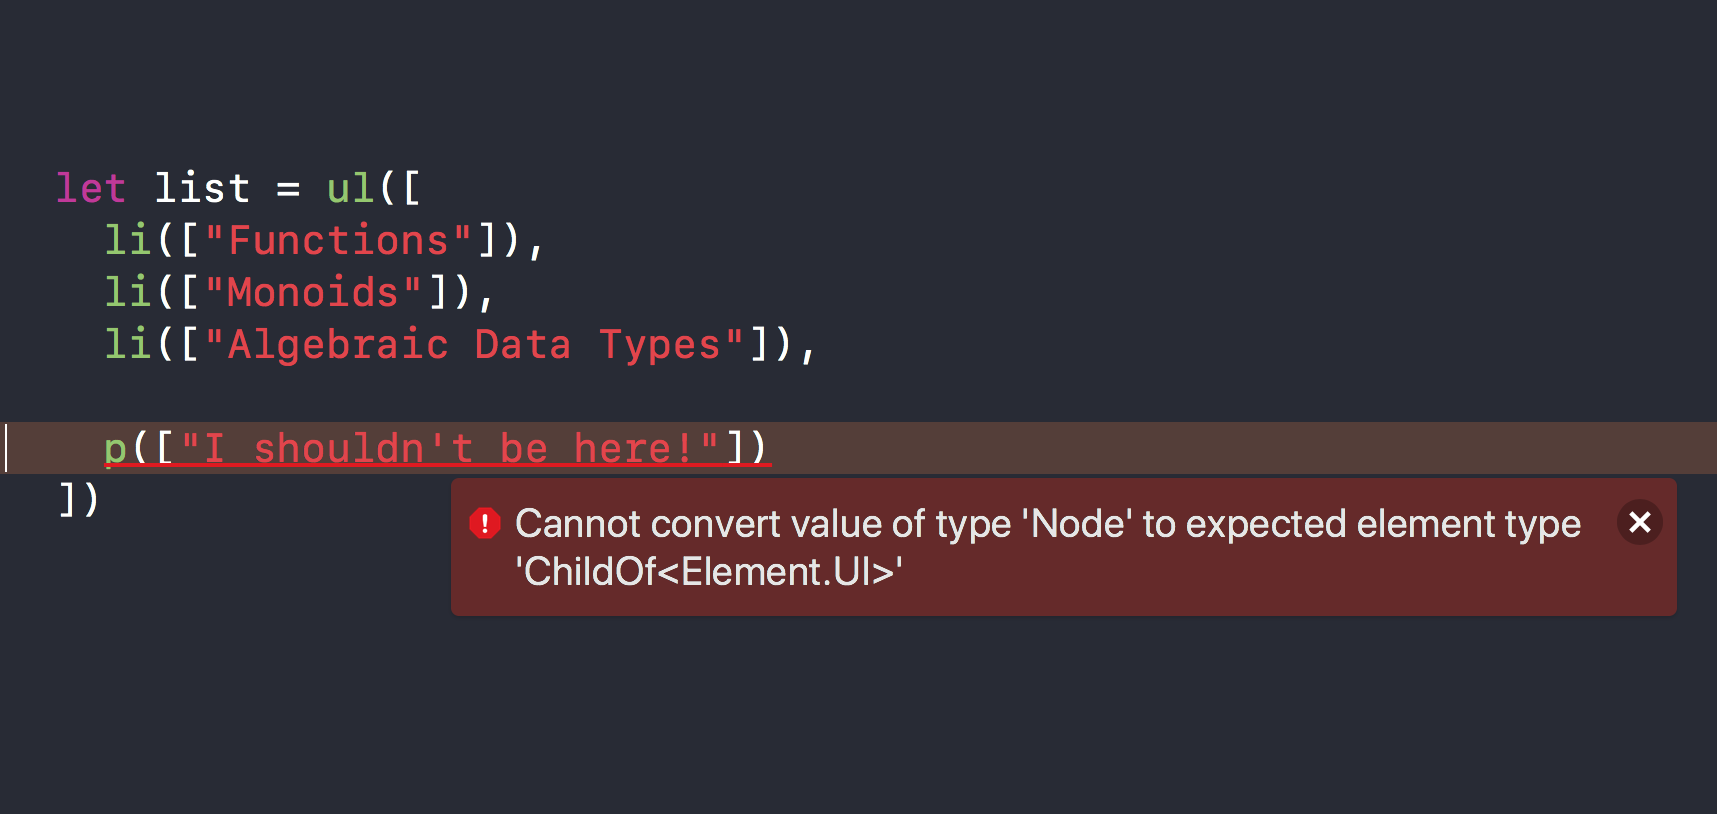 let list = ul([
li(["Functions"]),
li(["Monoids"]),
li(["Algebraic Data Types"]),
p(["I shouldn't be here!"])
])
Cannot convert value of type 'Node' to expected element type
'ChildOf<Element.UI>'